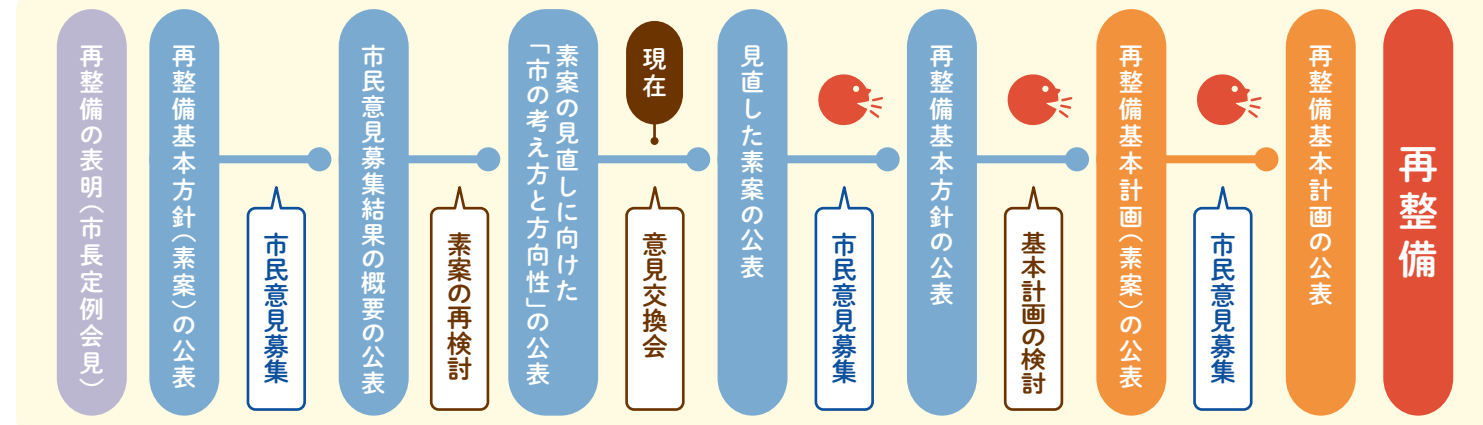 再整備の表明（市長定例会見）
再整備基本方針（素案）の公表
市民意見募集
市民意見募集結果の概要の公表
素案の再検討
素案の見直しに向けた
「市の考え方と方向性」の公表
現在
意見交換会
見直した素案の公表
市民意見募集
再整備基本方針の公表
基本計画の検討
再整備基本計画（素案）の公表
市民意見募集
再整備基本計画の公表
再整備